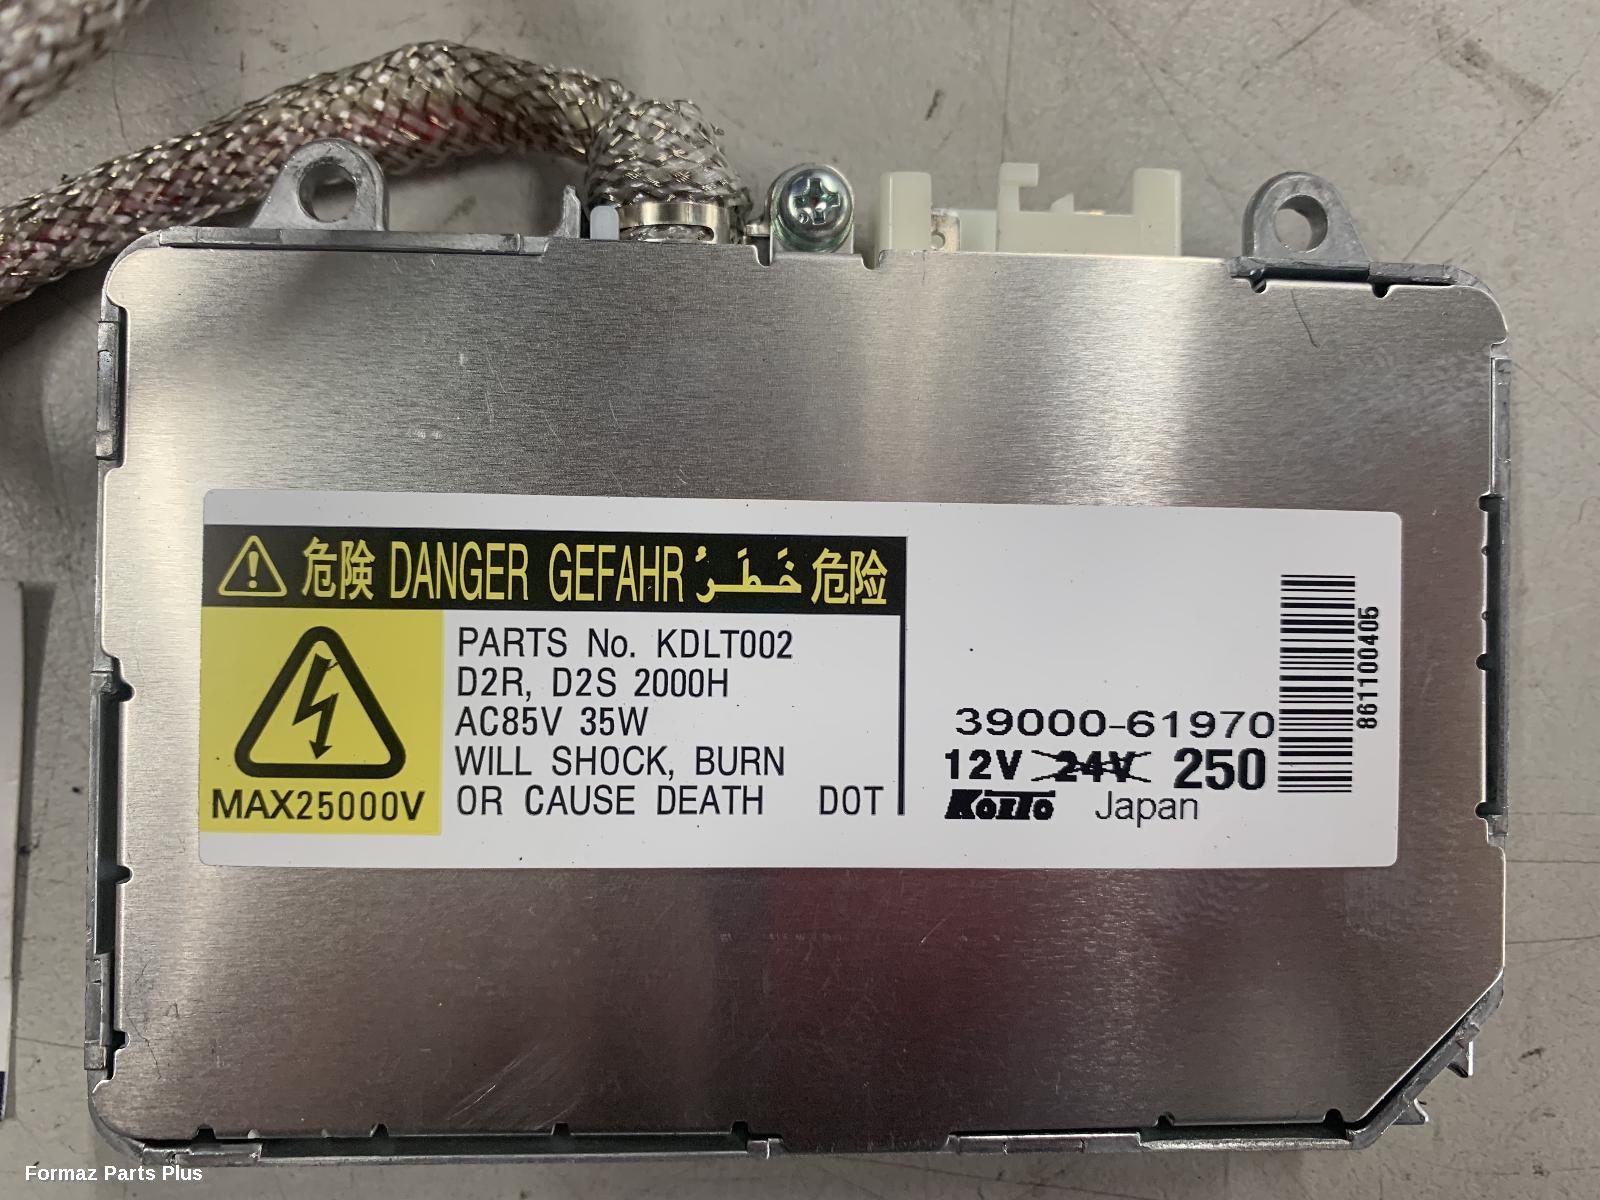 危険 DANGER GEFAHR خَطَرُ 危险
PARTS No. KDLT002
D2R, D2S 2000H
AC85V 35W
WILL SHOCK, BURN
OR CAUSE DEATH DOT
MAX25000V
39000-61970
12V 24V 250
KOITO Japan
8611100405
Formaz Parts Plus